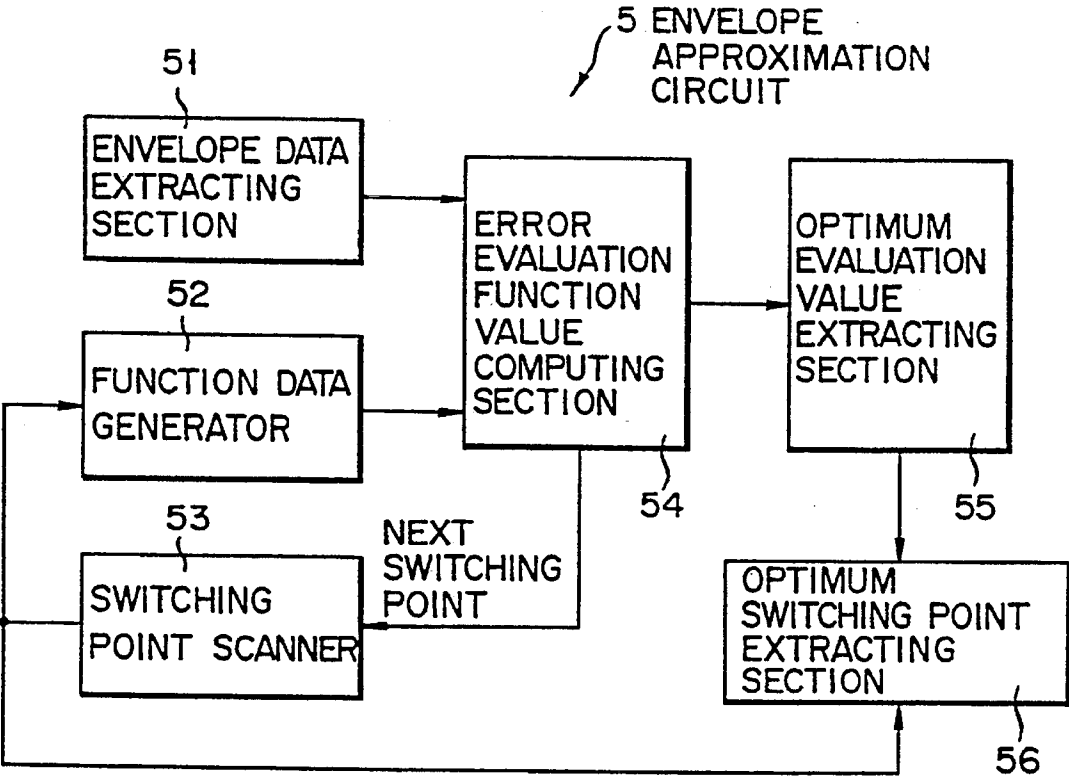 5 ENVELOPE
APPROXIMATION
CIRCUIT
51
ENVELOPE DATA
EXTRACTING
SECTION
52
FUNCTION DATA
GENERATOR
53
SWITCHING
POINT SCANNER
NEXT
SWITCHING
POINT
ERROR
EVALUATION
FUNCTION
VALUE
COMPUTING
SECTION
54
OPTIMUM
EVALUATION
VALUE
EXTRACTING
SECTION
55
OPTIMUM
SWITCHING POINT
EXTRACTING
SECTION
56